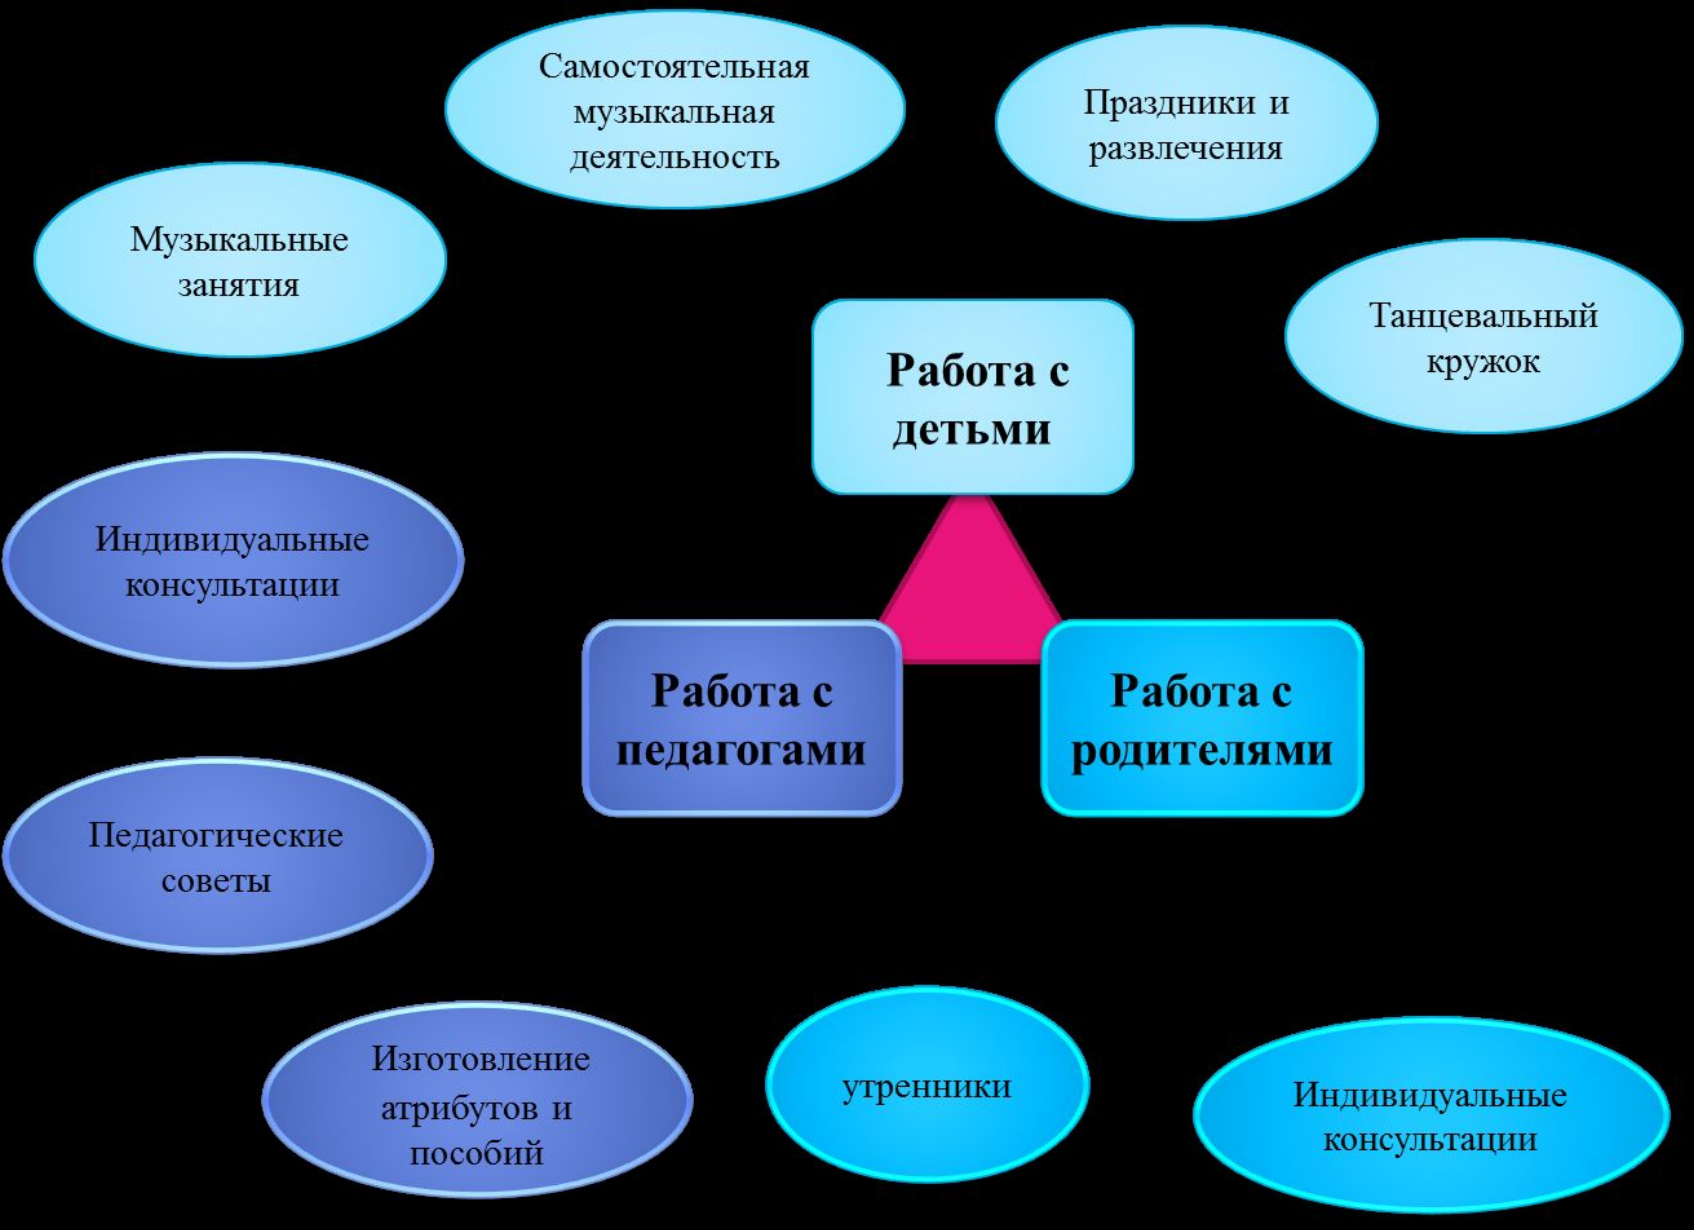 Самостоятельная
музыкальная
деятельность
Праздники и
развлечения
Музыкальные
занятия
Танцевальный
кружок
Работа с
детьми
Индивидуальные
консультации
Работа с
педагогами
Работа с
родителями
Педагогические
советы
Изготовление
атрибутов и
пособий
утренники
Индивидуальные
консультации